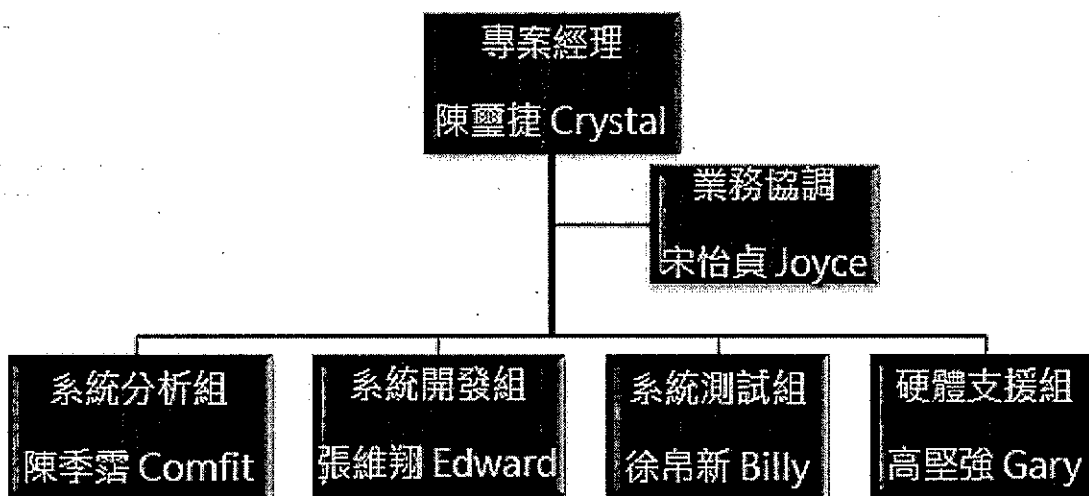 專案經理
陳璽捷 Crystal
業務協調
宋怡貞 Joyce
系統分析組
陳季霑 Comfit
系統開發組
張維翔 Edward
系統測試組
徐帛新 Billy
硬體支援組
高堅強 Gary